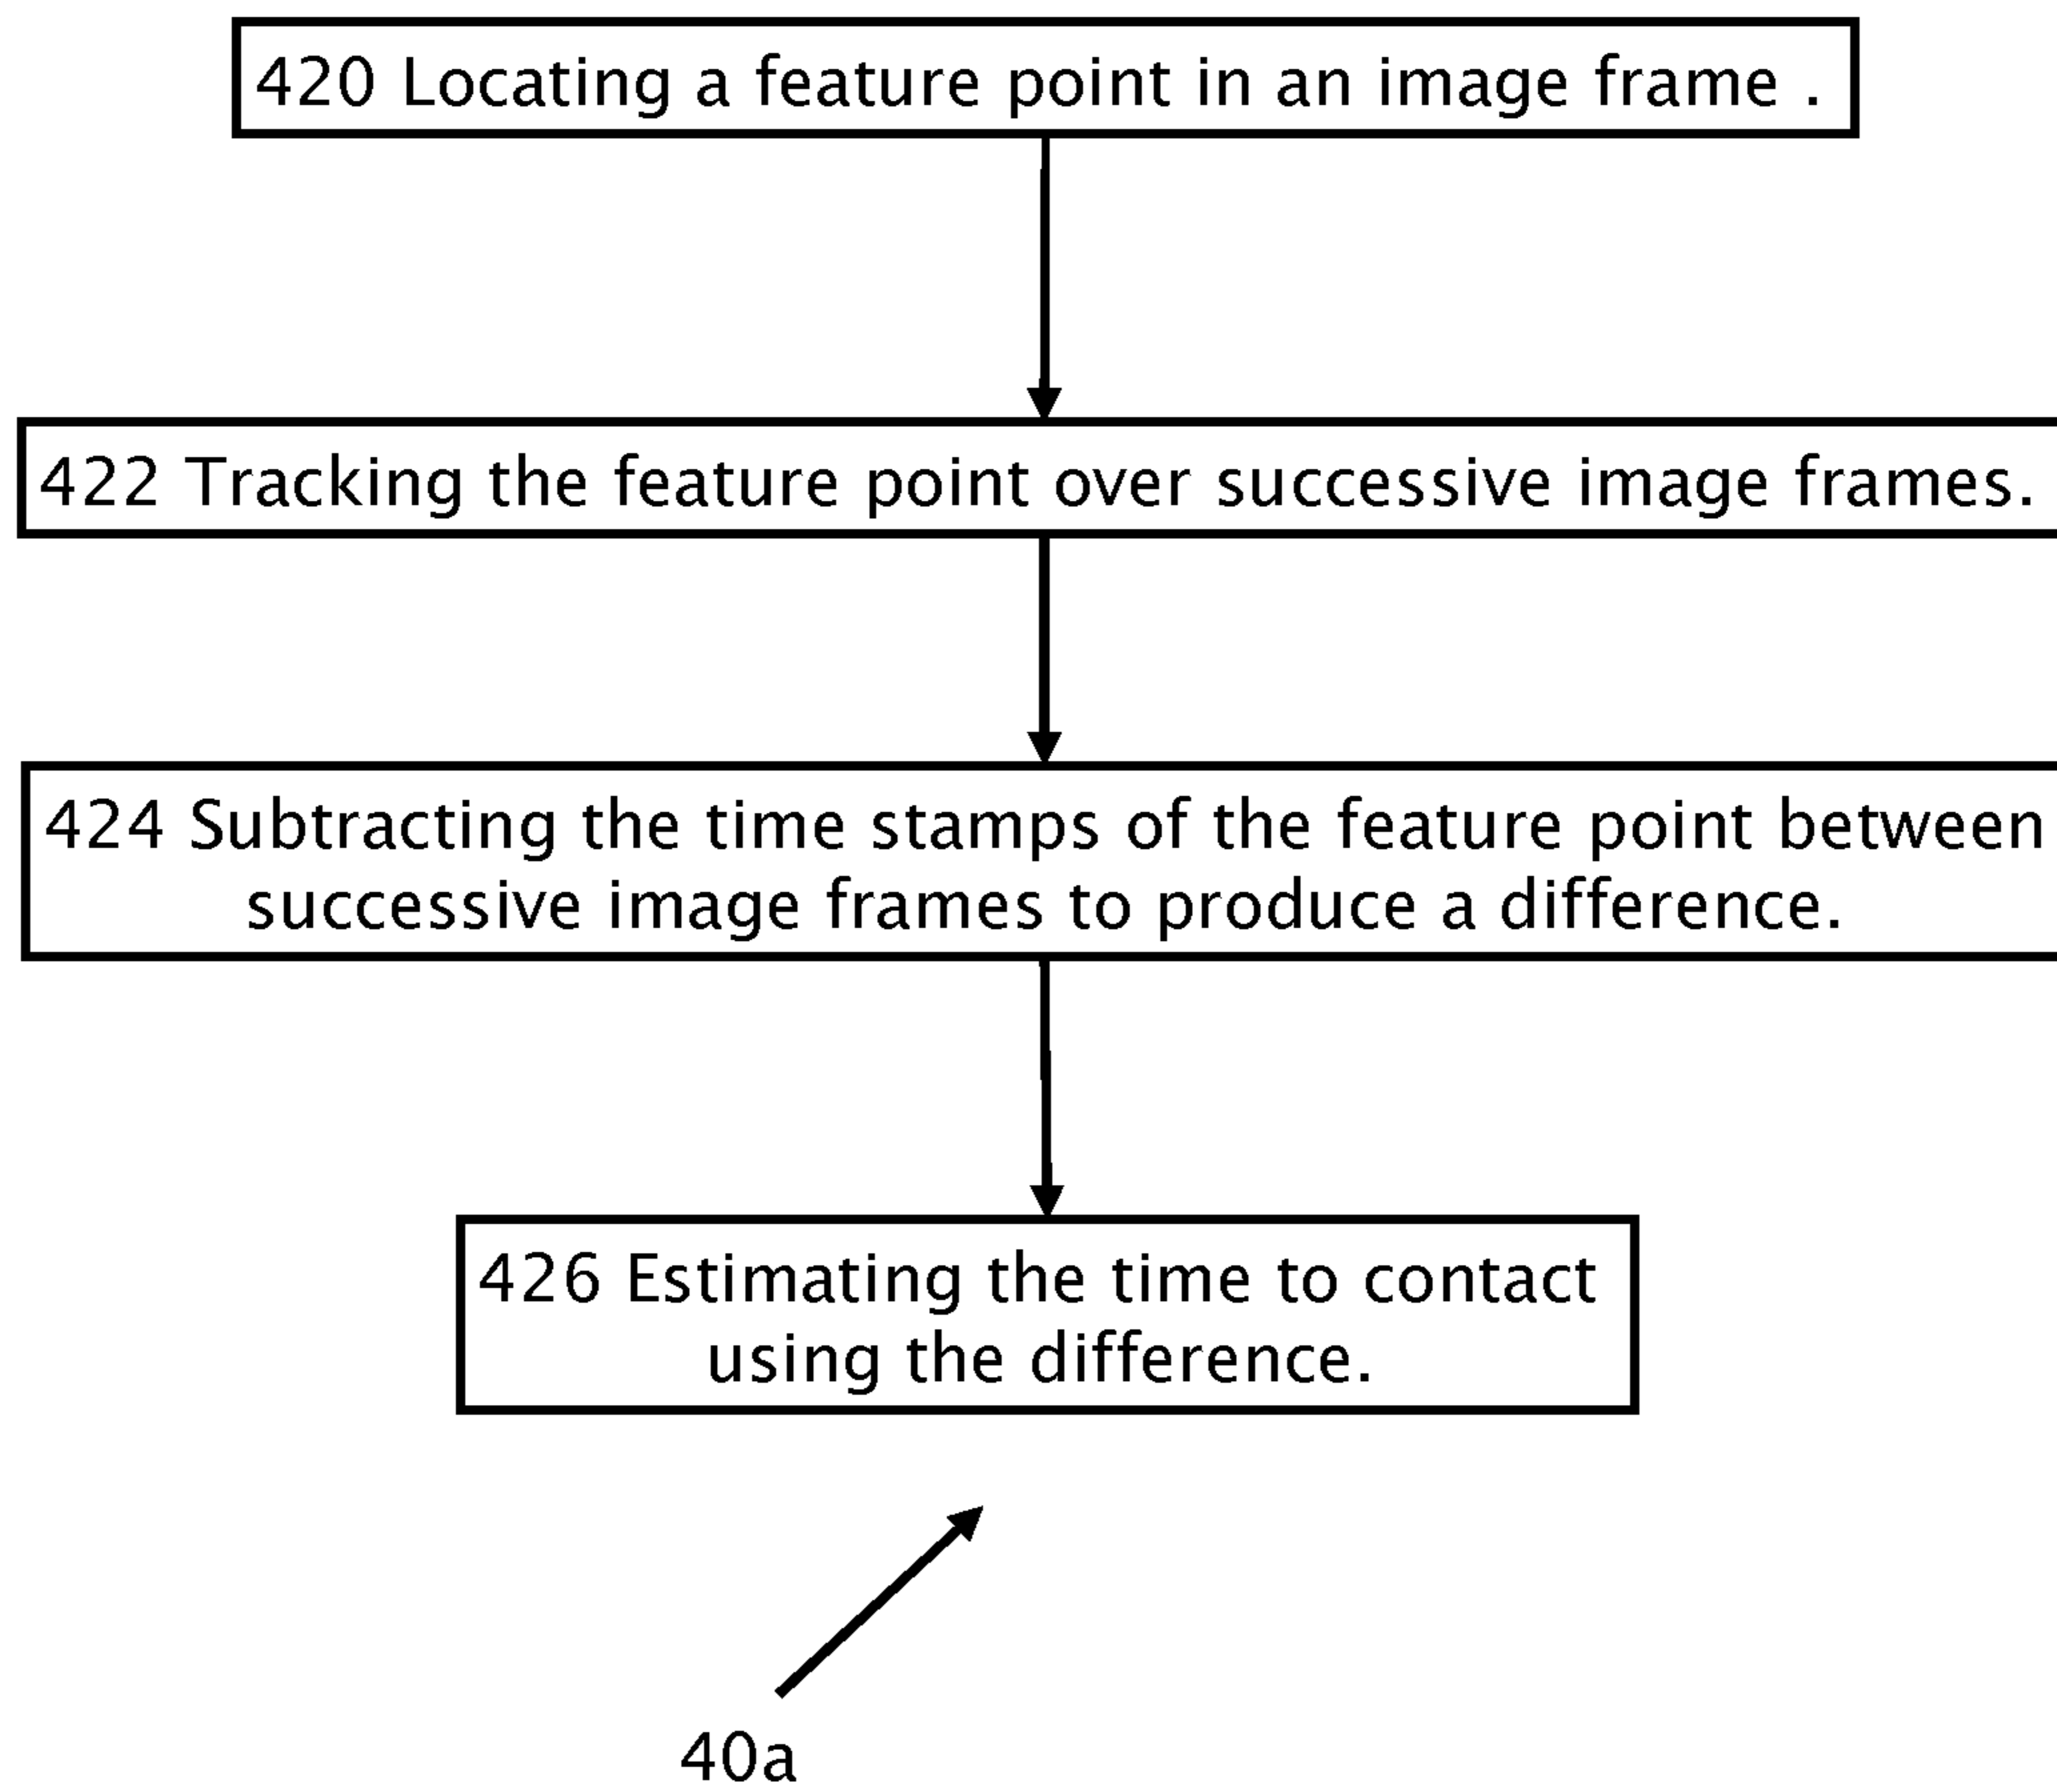 420 Locating a feature point in an image frame .
422 Tracking the feature point over successive image frames.
424 Subtracting the time stamps of the feature point between
successive image frames to produce a difference.
426 Estimating the time to contact
using the difference.
40a